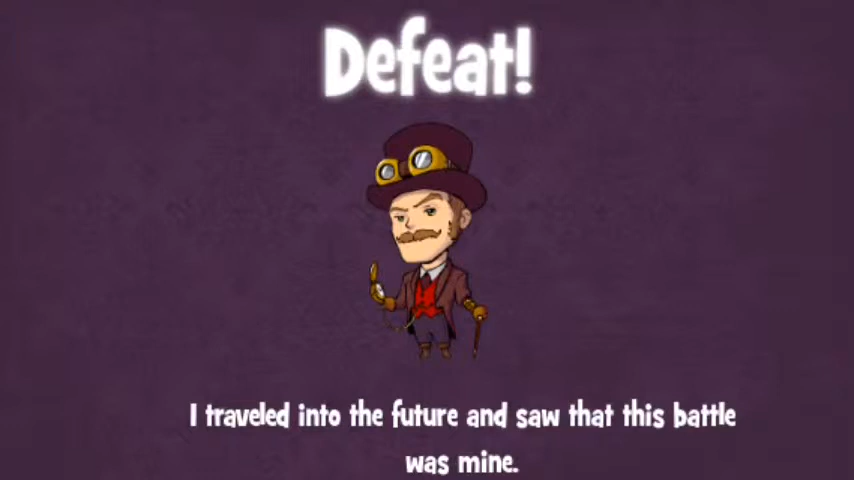 Defeat!
I traveled into the future and saw that this battle
was mine.